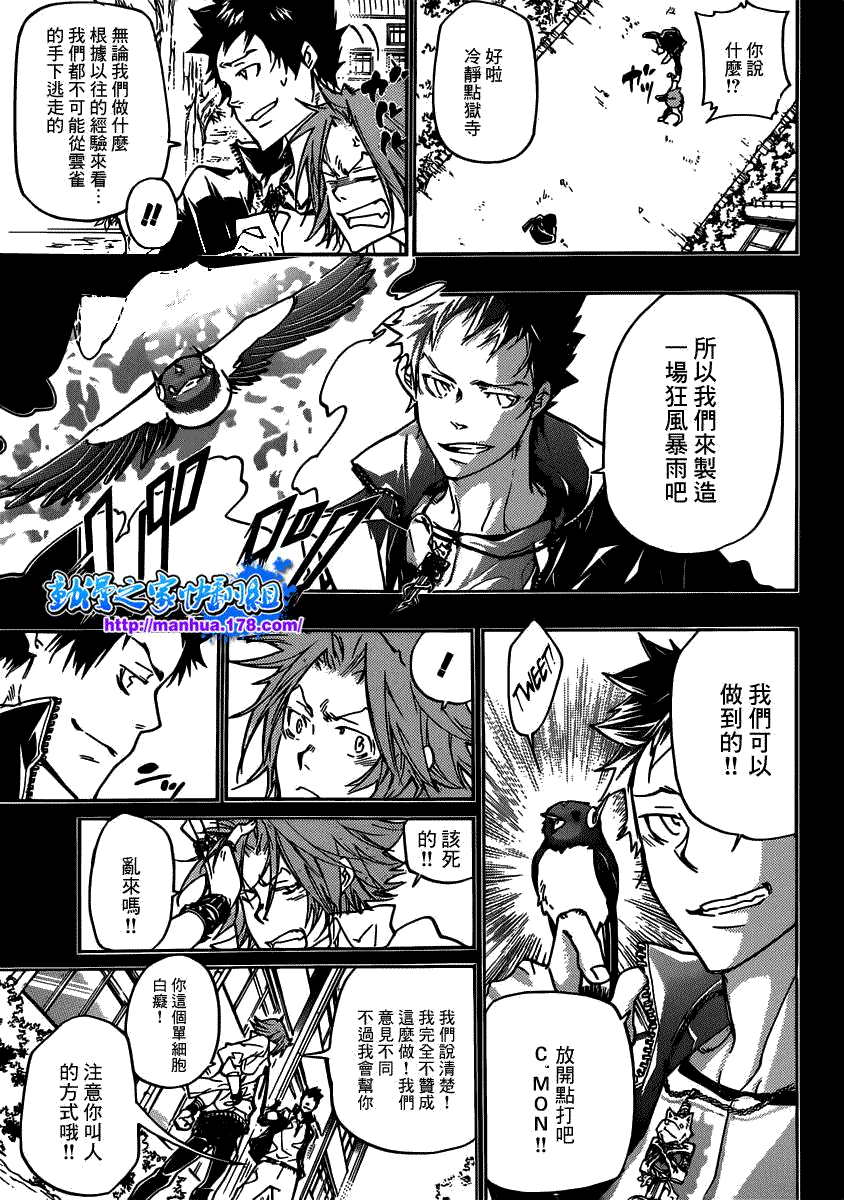 你說
什麼!?
ガッ
好啦
冷靜點獄寺
無論我們做什麼
根據以往的經驗來看…
我們都不可能從雲雀
的手下逃走的
!!
所以我們來製造
一場狂風暴雨吧
動漫之家快翻組
http://manhua.178.com/
我們可以
做到的!!
TWEET!
放開點打吧
C,MON!!
!
該死
的!!
亂來嗎!!
我們說清楚!
我完全不贊成
這麼做!我們
意見不同
不過我會幫你
你這個單細胞
白癡!
注意你叫人
的方式哦!!